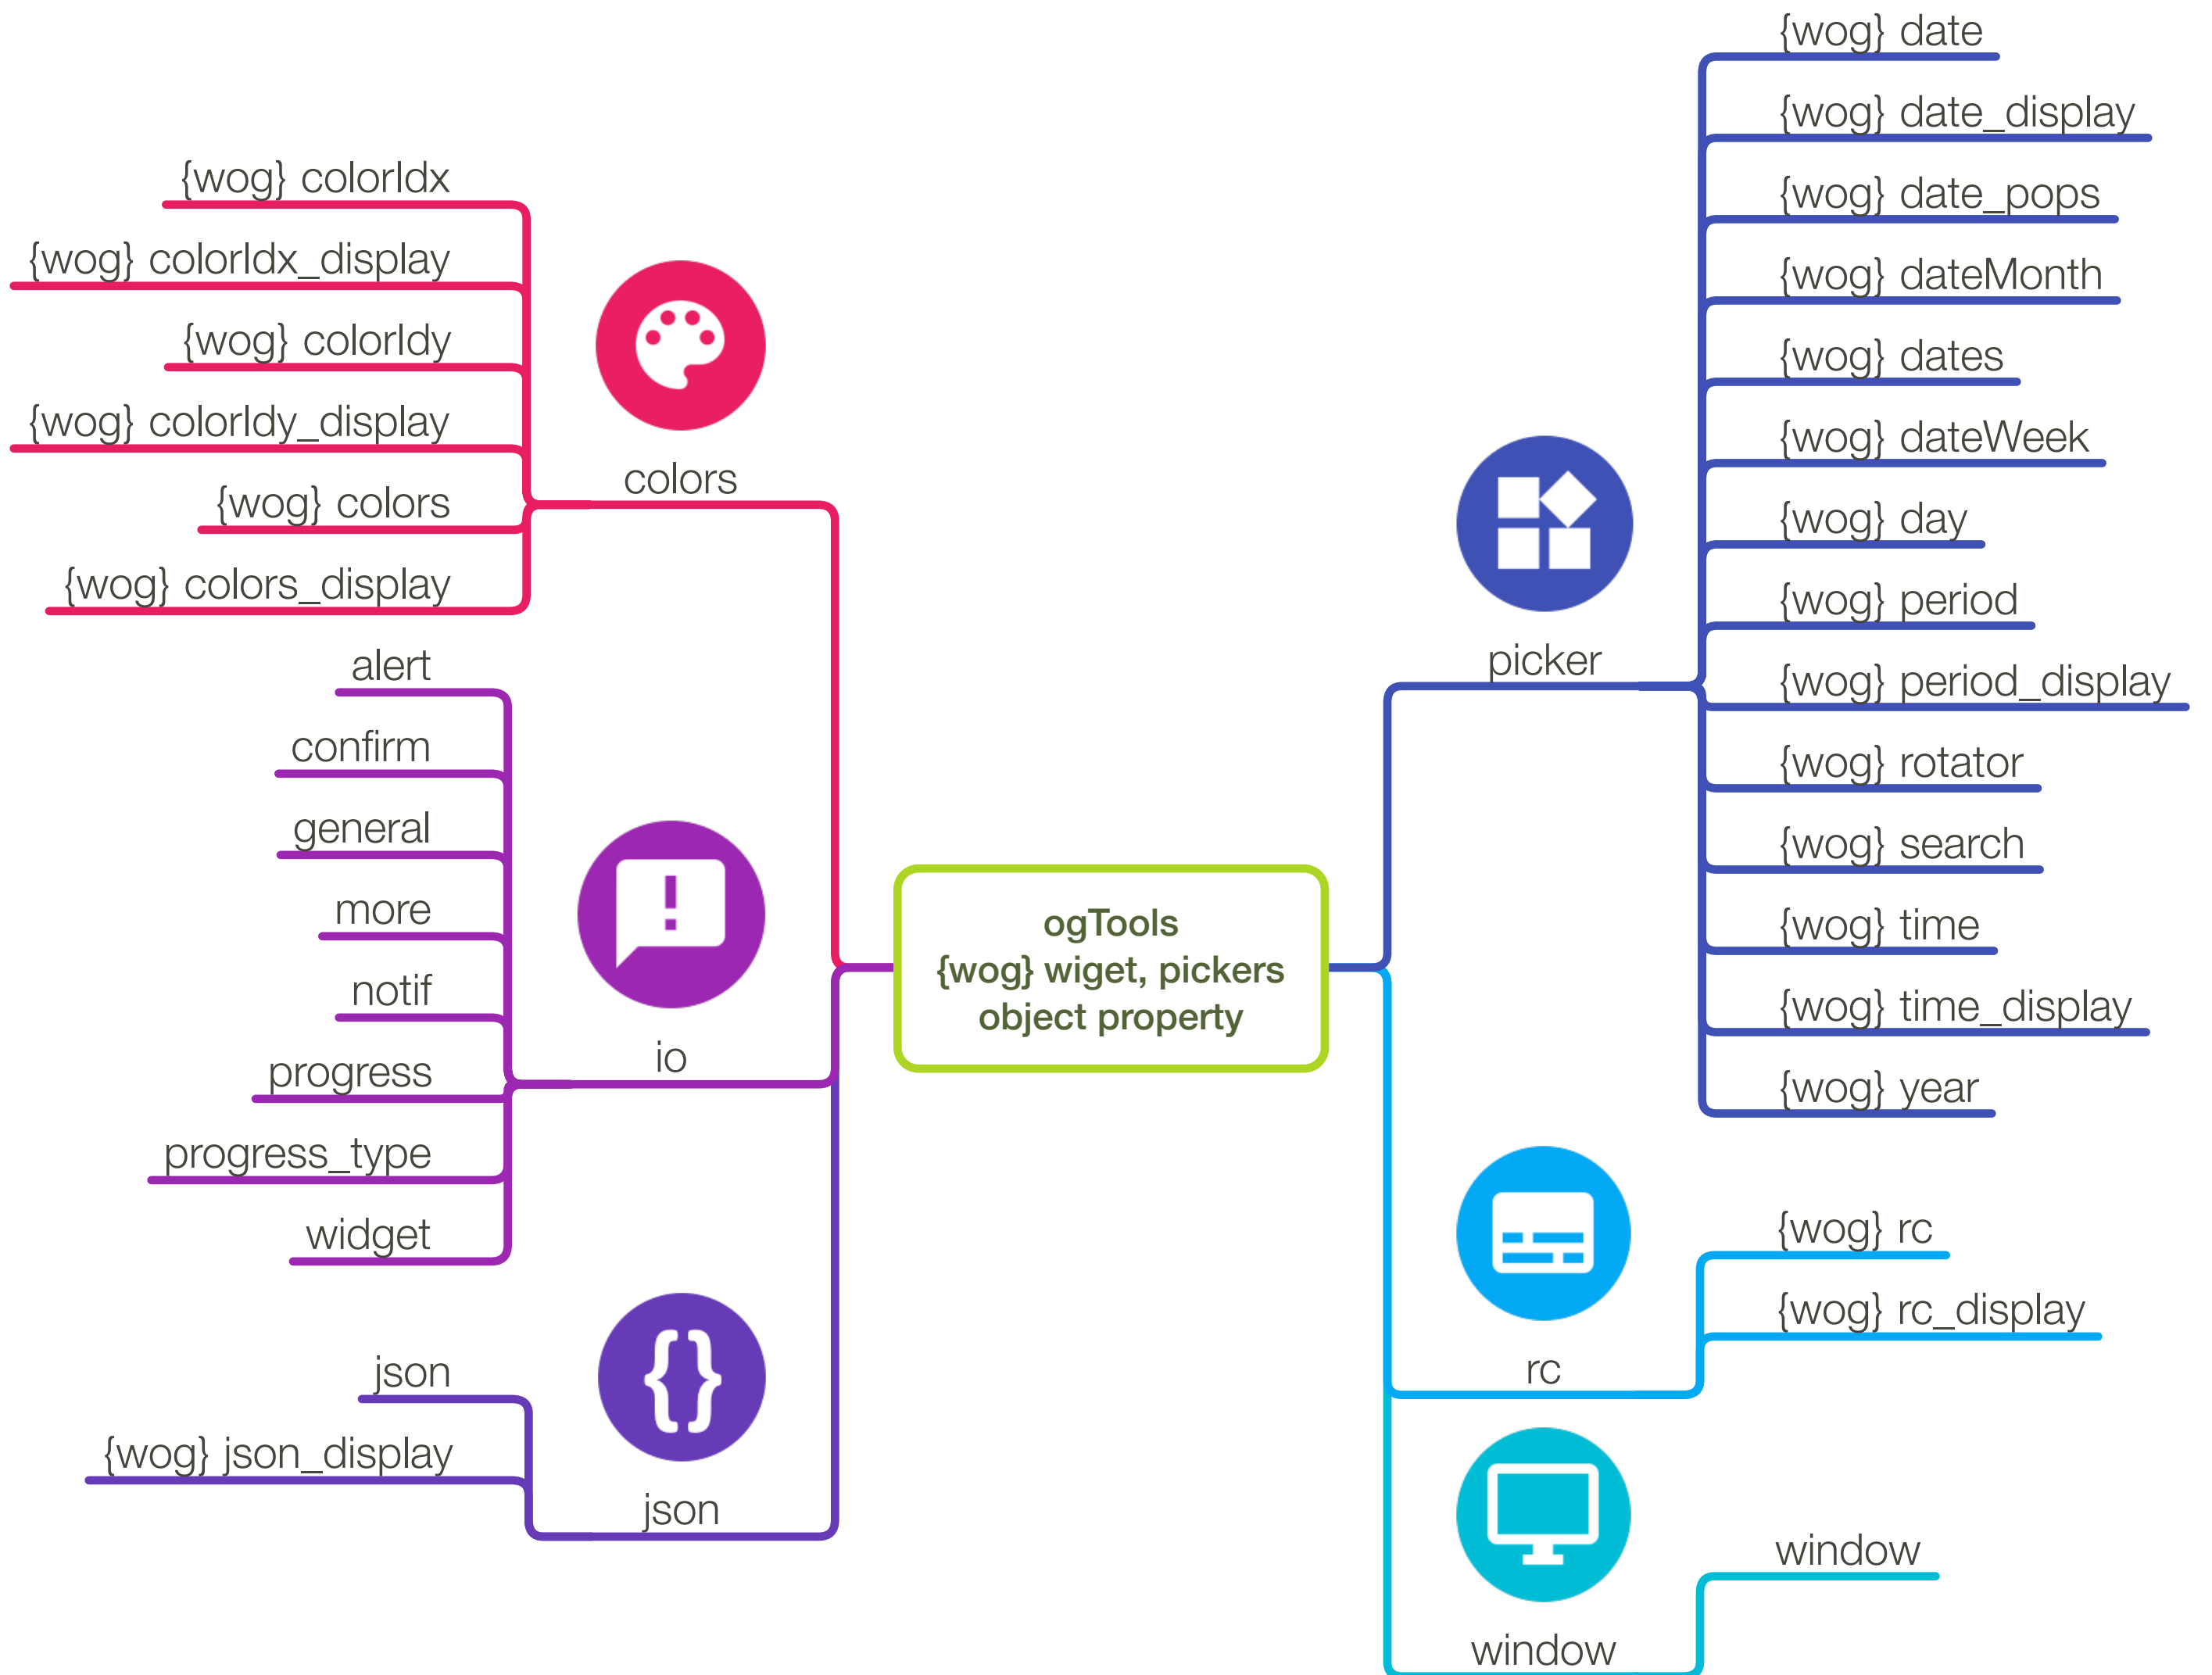 {wog} colorIdx
{wog} colorIdx_display
{wog} colorIdy
{wog} colorIdy_display
{wog} colors
{wog} colors_display
colors
alert
confirm
general
more
notif
progress
progress_type
widget
io
json
{wog} json_display
json
ogTools
{wog} wiget, pickers
object property
picker
{wog} date
{wog} date_display
{wog} date_pops
{wog} dateMonth
{wog} dates
{wog} dateWeek
{wog} day
{wog} period
{wog} period_display
{wog} rotator
{wog} search
{wog} time
{wog} time_display
{wog} year
rc
{wog} rc
{wog} rc_display
window
window